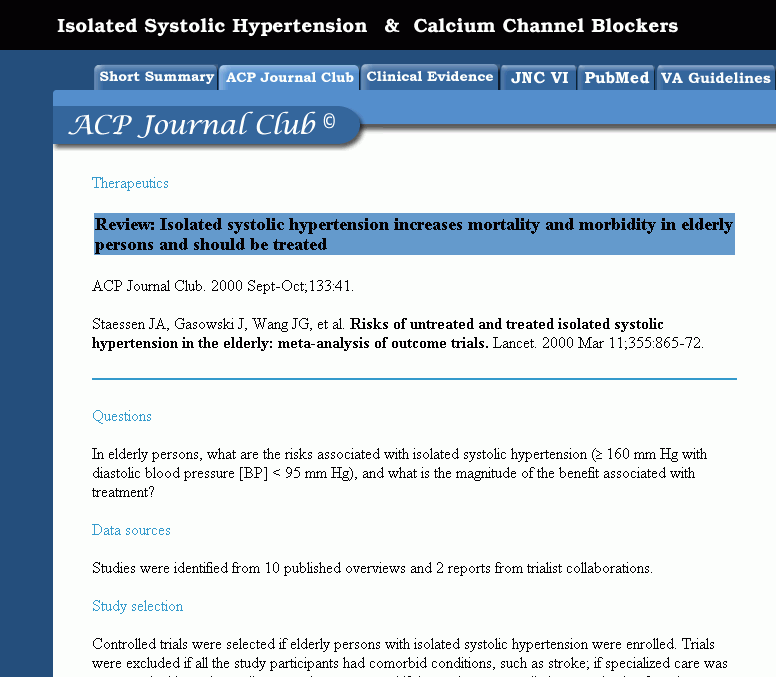 Isolated Systolic Hypertension & Calcium Channel Blockers
Short Summary ACP Journal Club Clinical Evidence JNC VI PubMed VA Guidelines
ACP Journal Club ©
Therapeutics
Review: Isolated systolic hypertension increases mortality and morbidity in elderly
persons and should be treated
ACP Journal Club. 2000 Sept-Oct;133:41.
Staessen JA, Gasowski J, Wang JG, et al. Risks of untreated and treated isolated systolic
hypertension in the elderly: meta-analysis of outcome trials. Lancet. 2000 Mar 11;355:865-72.
Questions
In elderly persons, what are the risks associated with isolated systolic hypertension (≥ 160 mm Hg with
diastolic blood pressure [BP] < 95 mm Hg), and what is the magnitude of the benefit associated with
treatment?
Data sources
Studies were identified from 10 published overviews and 2 reports from trialist collaborations.
Study selection
Controlled trials were selected if elderly persons with isolated systolic hypertension were enrolled. Trials
were excluded if all the study participants had comorbid conditions, such as stroke; if specialized care was